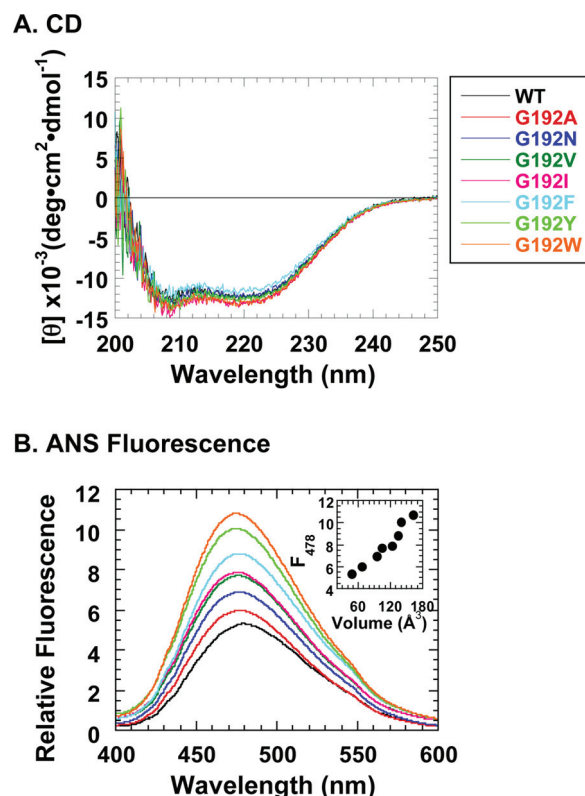 A. CD
[θ] x10⁻³(deg•cm²•dmol⁻¹)
15
10
5
0
-5
-10
-15
200 210 220 230 240 250
Wavelength (nm)
WT
G192A
G192N
G192V
G192I
G192F
G192Y
G192W
B. ANS Fluorescence
Relative Fluorescence
12
10
8
6
4
2
0
400 450 500 550 600
Wavelength (nm)
F478
12
10
8
6
4
60 120 180
Volume (Å³)